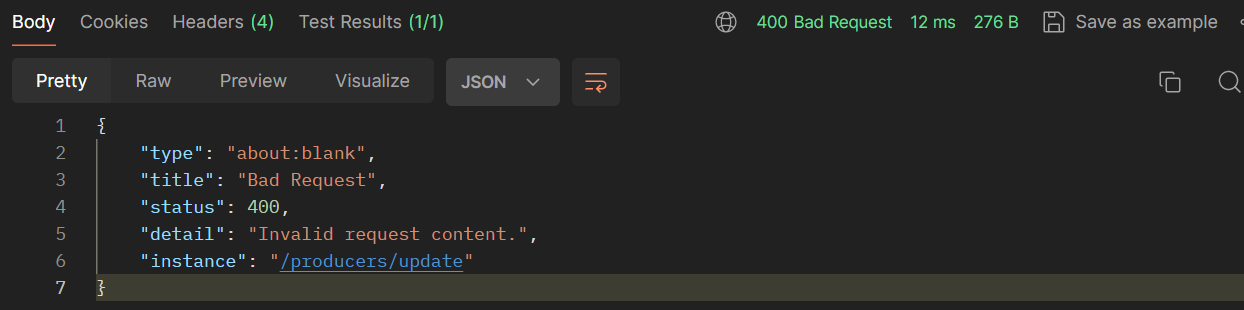 Body Cookies Headers (4) Test Results (1/1) 400 Bad Request 12 ms 276 B Save as example
Pretty Raw Preview Visualize JSON
1 {
2 "type": "about:blank",
3 "title": "Bad Request",
4 "status": 400,
5 "detail": "Invalid request content.",
6 "instance": "/producers/update"
7 }